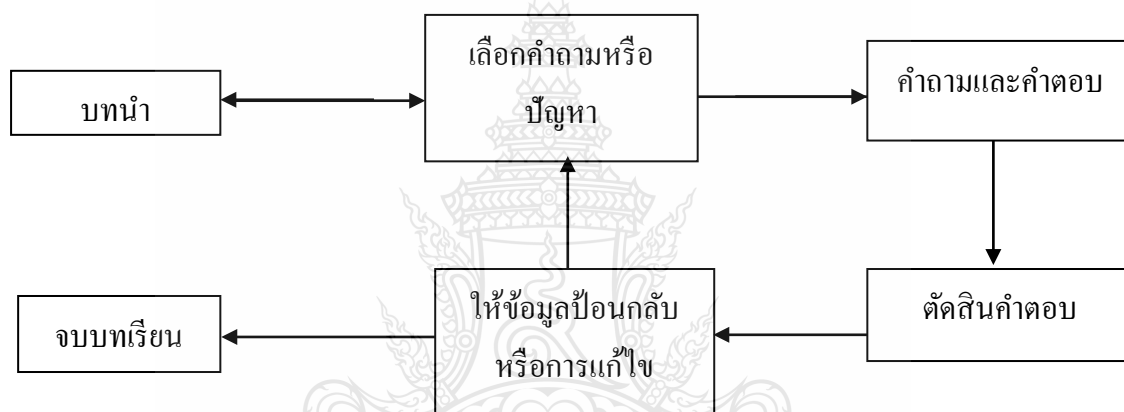 บทนำ
เลือกคำถามหรือ
ปัญหา
คำถามและคำตอบ
จบบทเรียน
ให้ข้อมูลป้อนกลับ
หรือการแก้ไข
ตัดสินคำตอบ